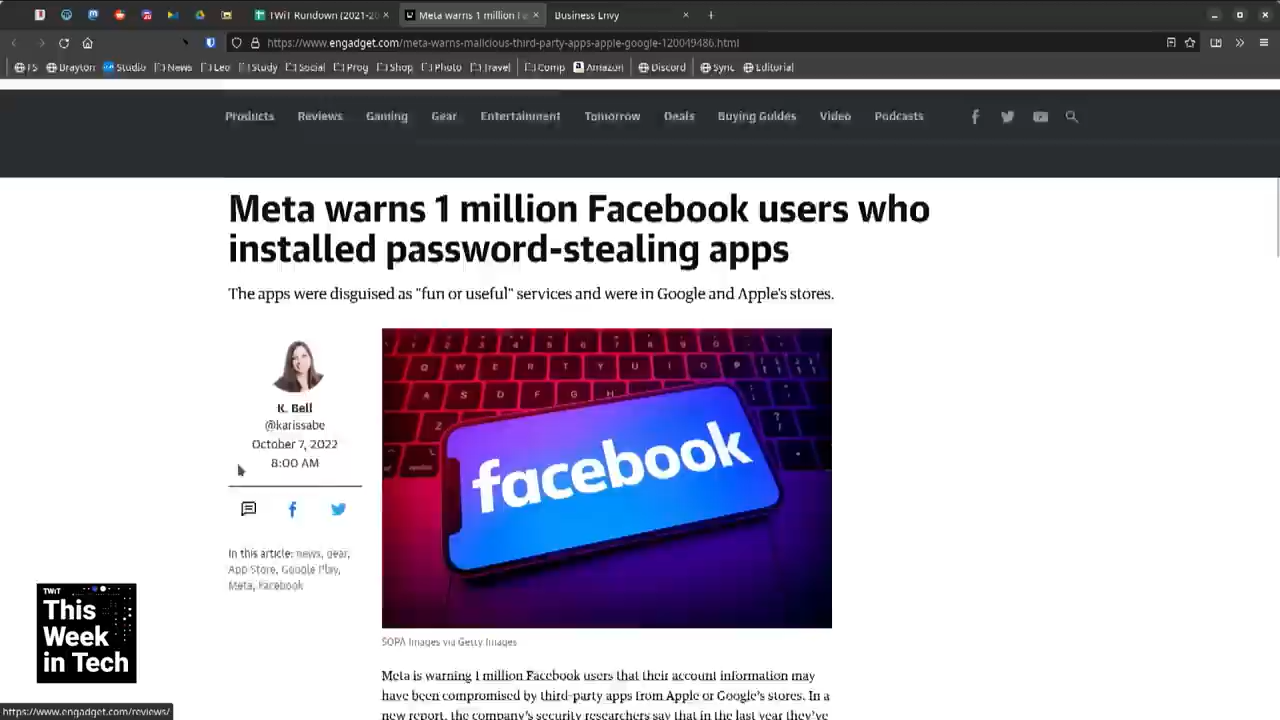 TWiT Rundown (2021-20
Meta warns 1 million Fa
Business Envy
https://www.engadget.com/meta-warns-malicious-third-party-apps-apple-google-120049486.html
TS
Brayton
Studio
News
Leo
Study
Social
Prog
Shop
Photo
Travel
Comp
Amazon
Discord
Sync
Editorial
Products
Reviews
Gaming
Gear
Entertainment
Tomorrow
Deals
Buying Guides
Video
Podcasts
Meta warns 1 million Facebook users who
installed password-stealing apps
The apps were disguised as "fun or useful" services and were in Google and Apple's stores.
K. Bell
@karissabe
October 7, 2022
8:00 AM
In this article: news, gear,
App Store, Google Play,
Meta, Facebook
facebook
SOPA Images via Getty Images
Meta is warning 1 million Facebook users that their account information may
have been compromised by third-party apps from Apple or Google's stores. In a
new report, the company's security researchers say that in the last year they've
TWiT
This
Week
in Tech
https://www.engadget.com/reviews/